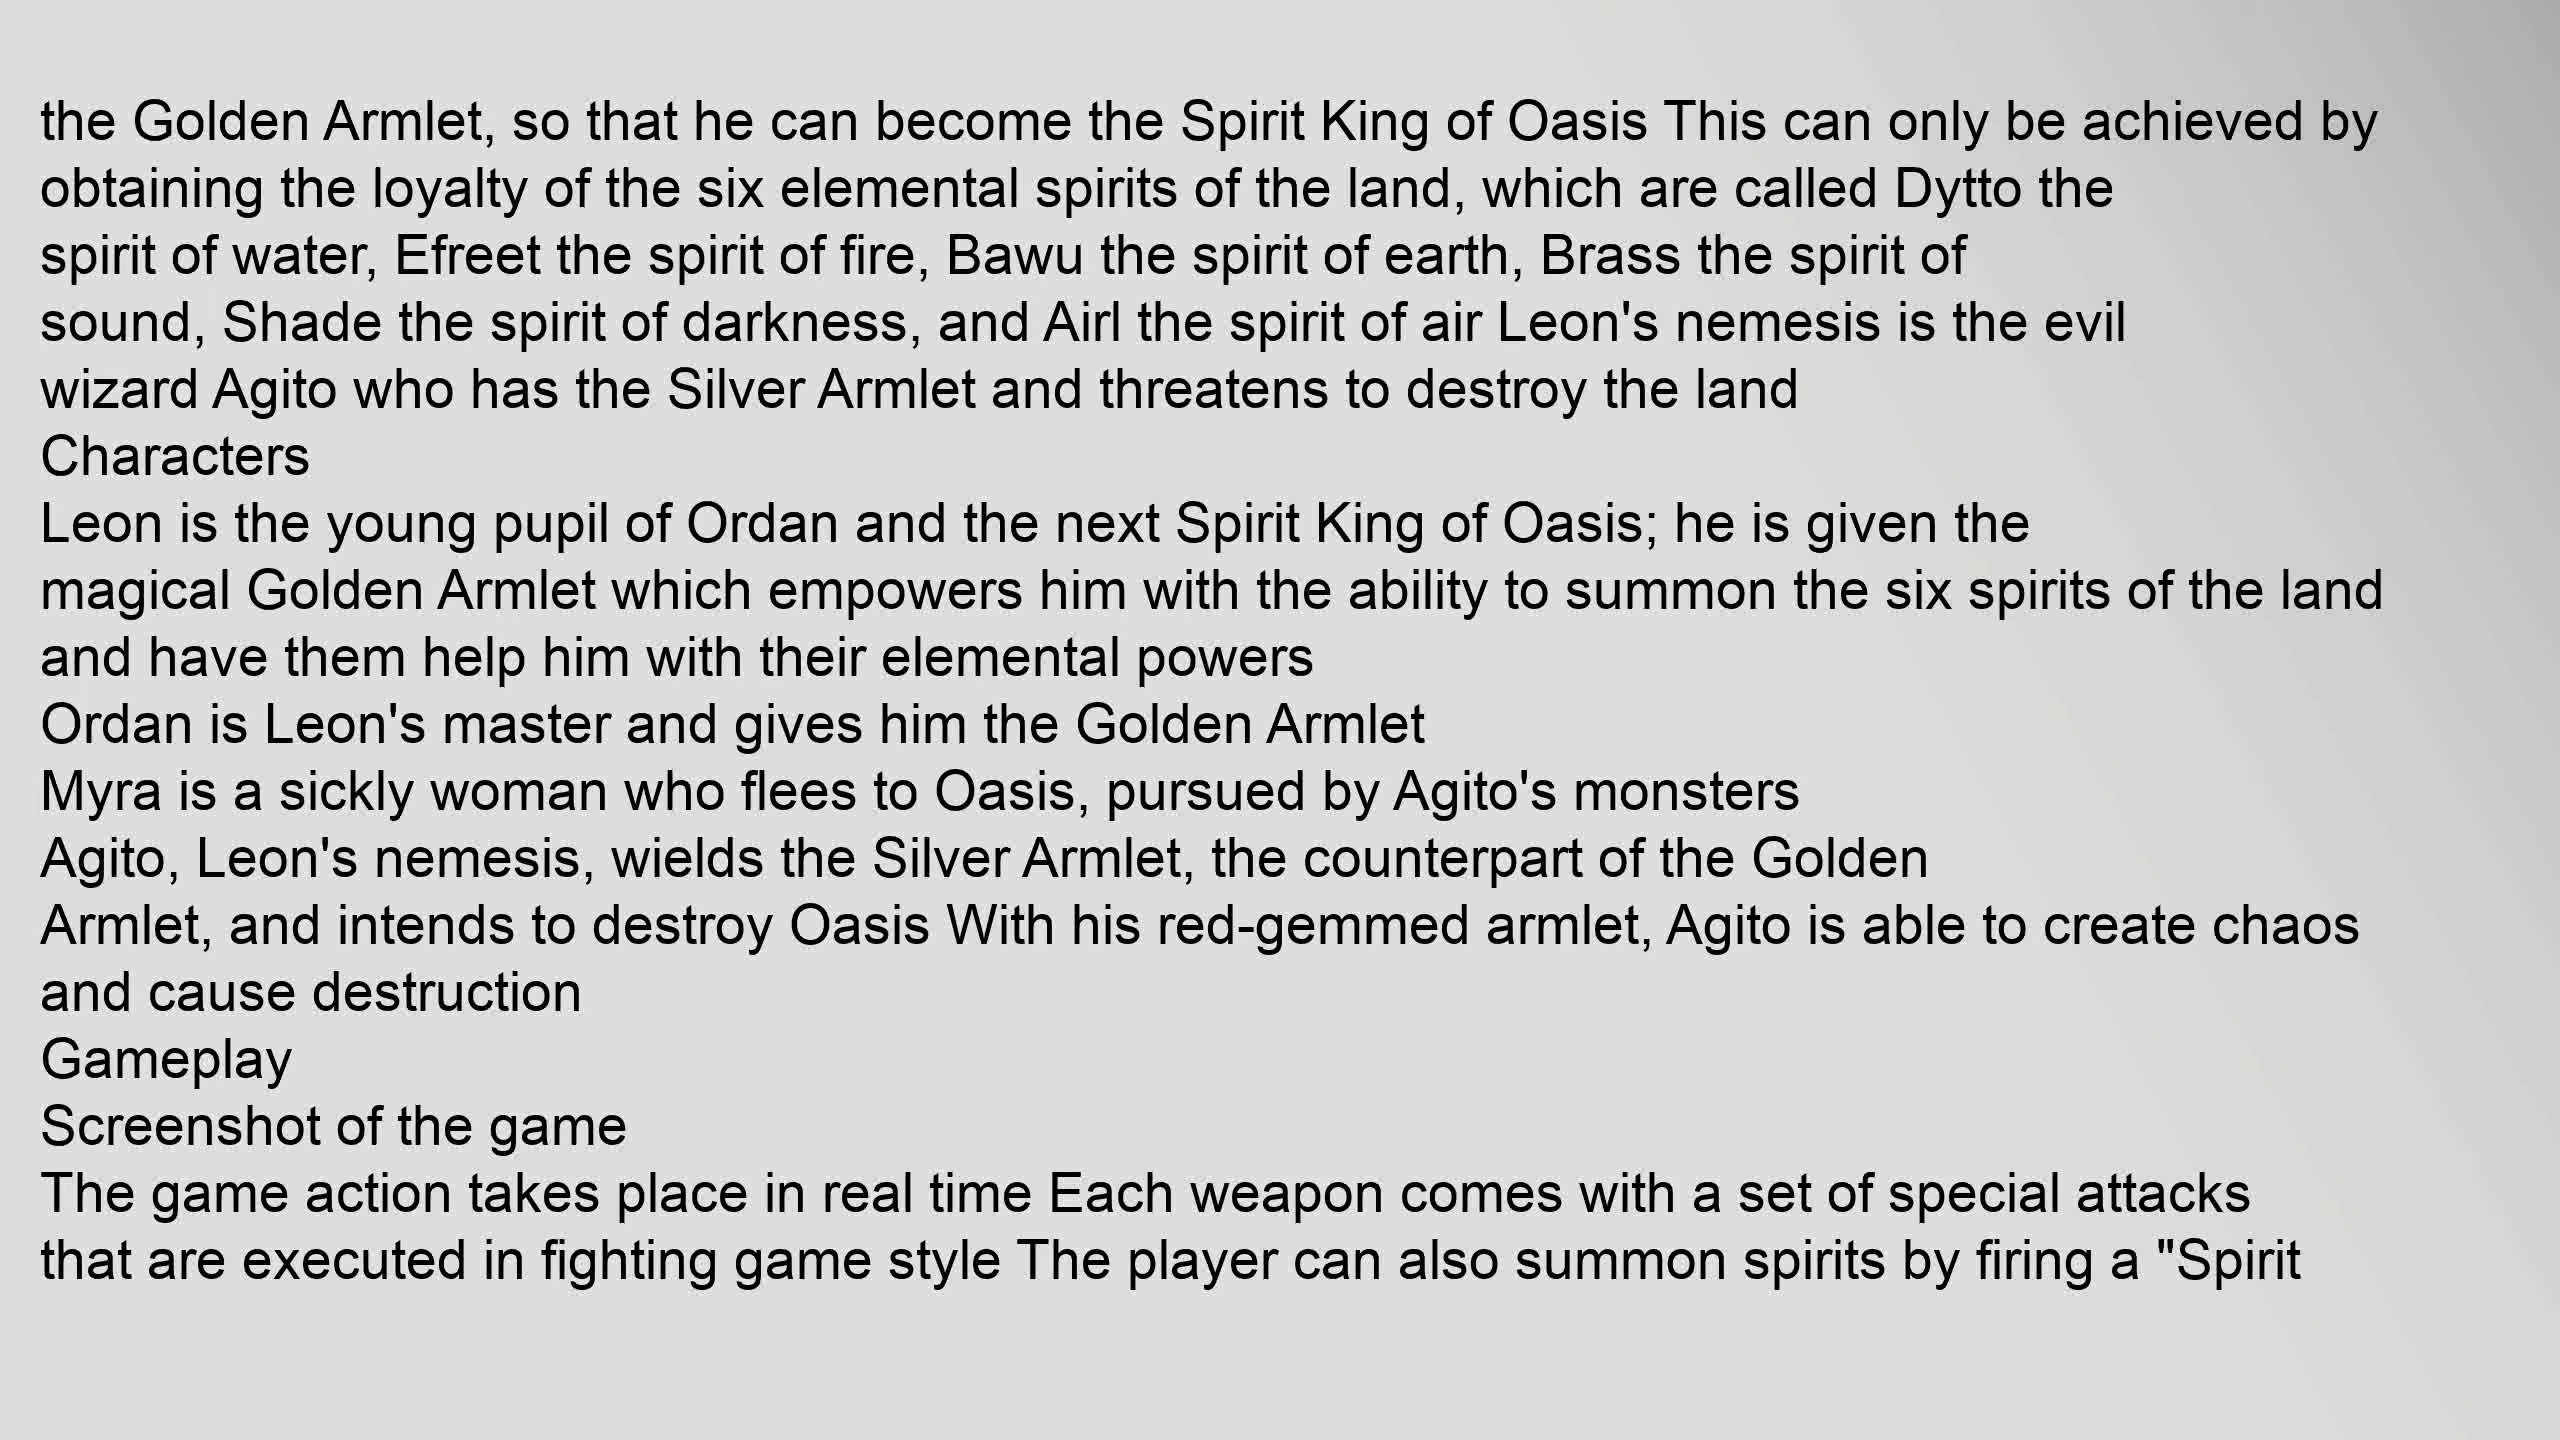 the Golden Armlet, so that he can become the Spirit King of Oasis This can only be achieved by
obtaining the loyalty of the six elemental spirits of the land, which are called Dytto the
spirit of water, Efreet the spirit of fire, Bawu the spirit of earth, Brass the spirit of
sound, Shade the spirit of darkness, and Airl the spirit of air Leon's nemesis is the evil
wizard Agito who has the Silver Armlet and threatens to destroy the land
Characters
Leon is the young pupil of Ordan and the next Spirit King of Oasis; he is given the
magical Golden Armlet which empowers him with the ability to summon the six spirits of the land
and have them help him with their elemental powers
Ordan is Leon's master and gives him the Golden Armlet
Myra is a sickly woman who flees to Oasis, pursued by Agito's monsters
Agito, Leon's nemesis, wields the Silver Armlet, the counterpart of the Golden
Armlet, and intends to destroy Oasis With his red-gemmed armlet, Agito is able to create chaos
and cause destruction
Gameplay
Screenshot of the game
The game action takes place in real time Each weapon comes with a set of special attacks
that are executed in fighting game style The player can also summon spirits by firing a "Spirit